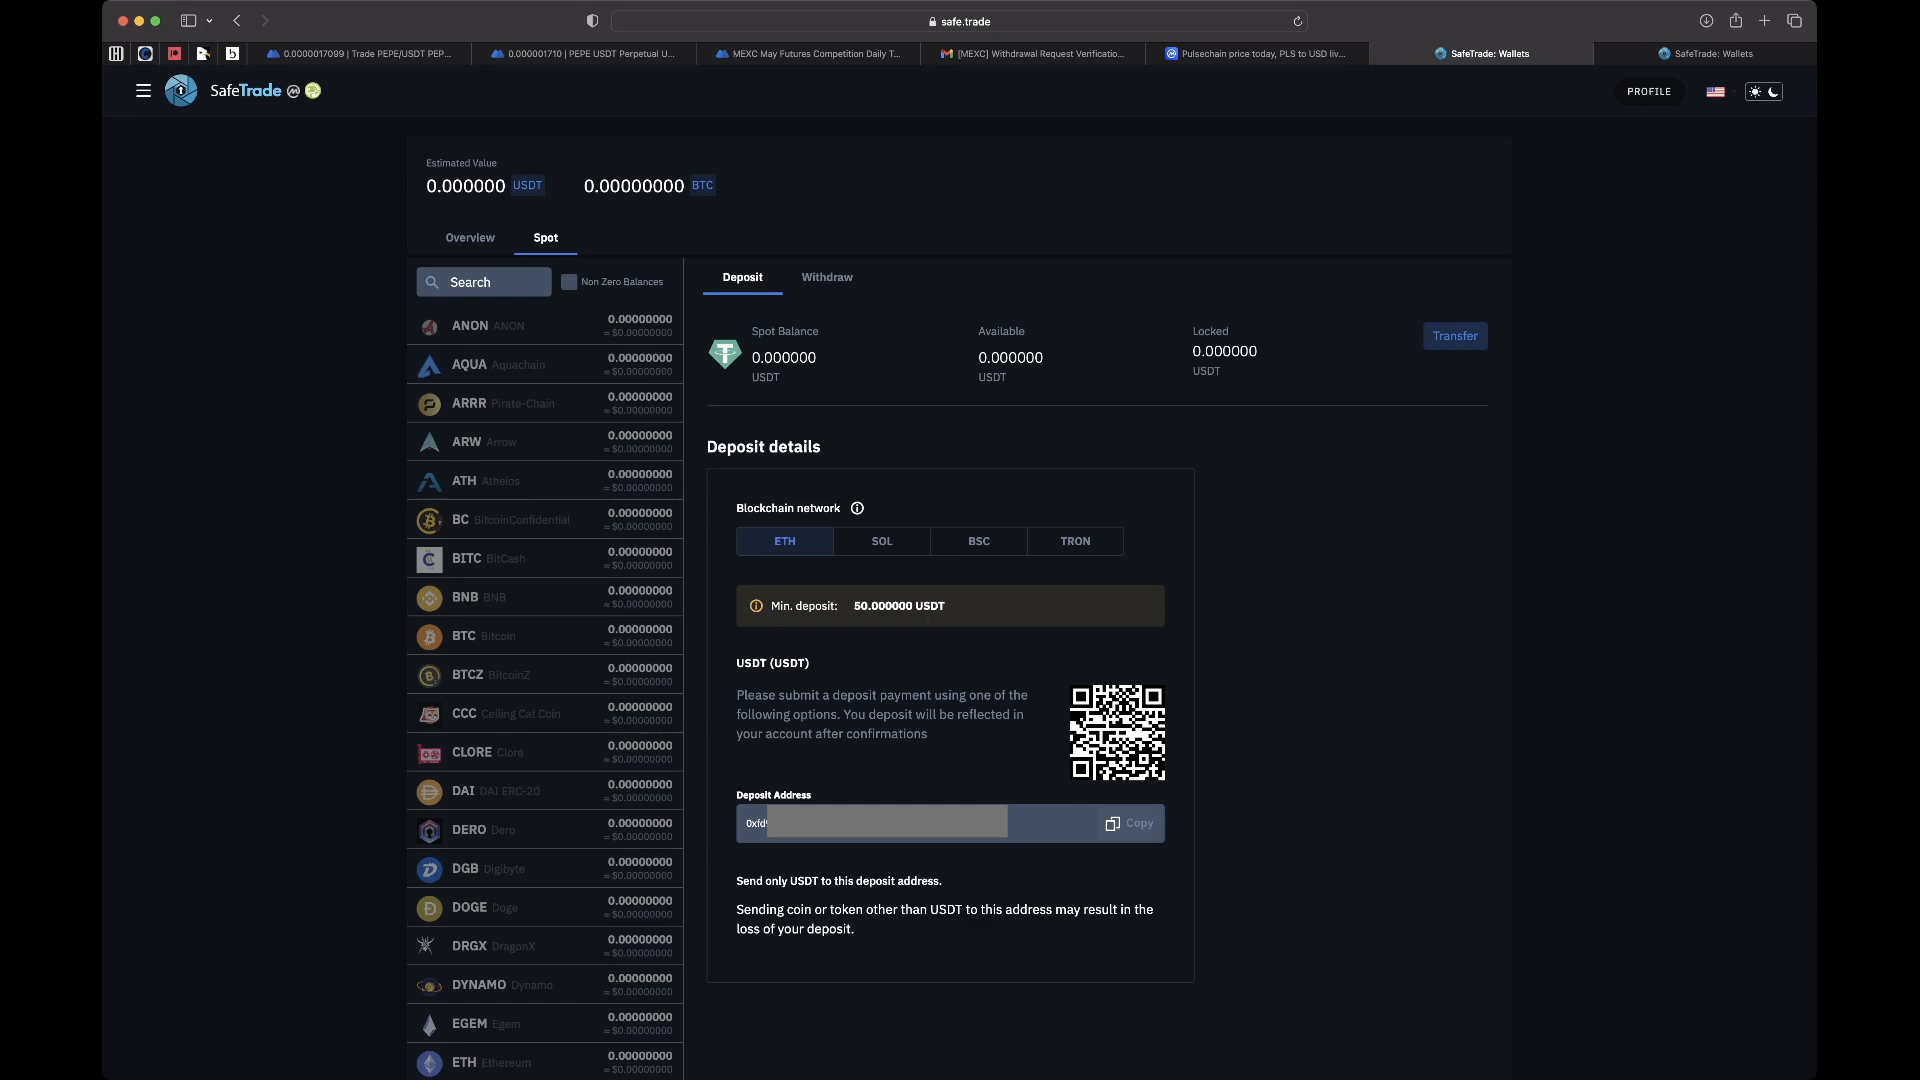 safe.trade
0.0000017099 | Trade PEPE/USDT PEP...
0.000001710 | PEPE USDT Perpetual U...
MEXC May Futures Competition Daily T...
[MEXC] Withdrawal Request Verificatio...
Pulsechain price today, PLS to USD liv...
SafeTrade: Wallets
SafeTrade: Wallets
SafeTrade
PROFILE
Estimated Value
0.000000 USDT 0.00000000 BTC
Overview Spot
Search
Non Zero Balances
ANON ANON 0.00000000
≈ $0.00000000
AQUA Aquachain 0.00000000
≈ $0.00000000
ARRR Pirate-Chain 0.00000000
≈ $0.00000000
ARW Arrow 0.00000000
≈ $0.00000000
ATH Athelos 0.00000000
≈ $0.00000000
BC BitcoinConfidential 0.00000000
≈ $0.00000000
BITC BitCash 0.00000000
≈ $0.00000000
BNB BNB 0.00000000
≈ $0.00000000
BTC Bitcoin 0.00000000
≈ $0.00000000
BTCZ BitcoinZ 0.00000000
≈ $0.00000000
CCC Ceiling Cat Coin 0.00000000
≈ $0.00000000
CLORE Clore 0.00000000
≈ $0.00000000
DAI DAI ERC-20 0.00000000
≈ $0.00000000
DERO Dero 0.00000000
≈ $0.00000000
DGB Digibyte 0.00000000
≈ $0.00000000
DOGE Doge 0.00000000
≈ $0.00000000
DRGX DragonX 0.00000000
≈ $0.00000000
DYNAMO Dynamo 0.00000000
≈ $0.00000000
EGEM Egem 0.00000000
≈ $0.00000000
ETH Ethereum 0.00000000
≈ $0.00000000
Deposit Withdraw
Spot Balance
0.000000
USDT
Available
0.000000
USDT
Locked
0.000000
USDT
Transfer
Deposit details
Blockchain network
ETH SOL BSC TRON
Min. deposit: 50.000000 USDT
USDT (USDT)
Please submit a deposit payment using one of the
following options. You deposit will be reflected in
your account after confirmations
Deposit Address
Copy
Send only USDT to this deposit address.
Sending coin or token other than USDT to this address may result in the
loss of your deposit.